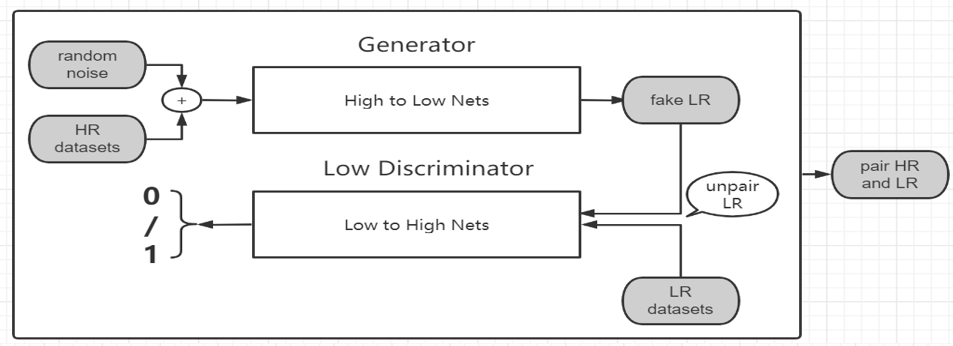 Generator
random
noise
+
High to Low Nets
fake LR
HR
datasets
Low Discriminator
pair HR
and LR
unpair
LR
0
/
1
Low to High Nets
LR
datasets